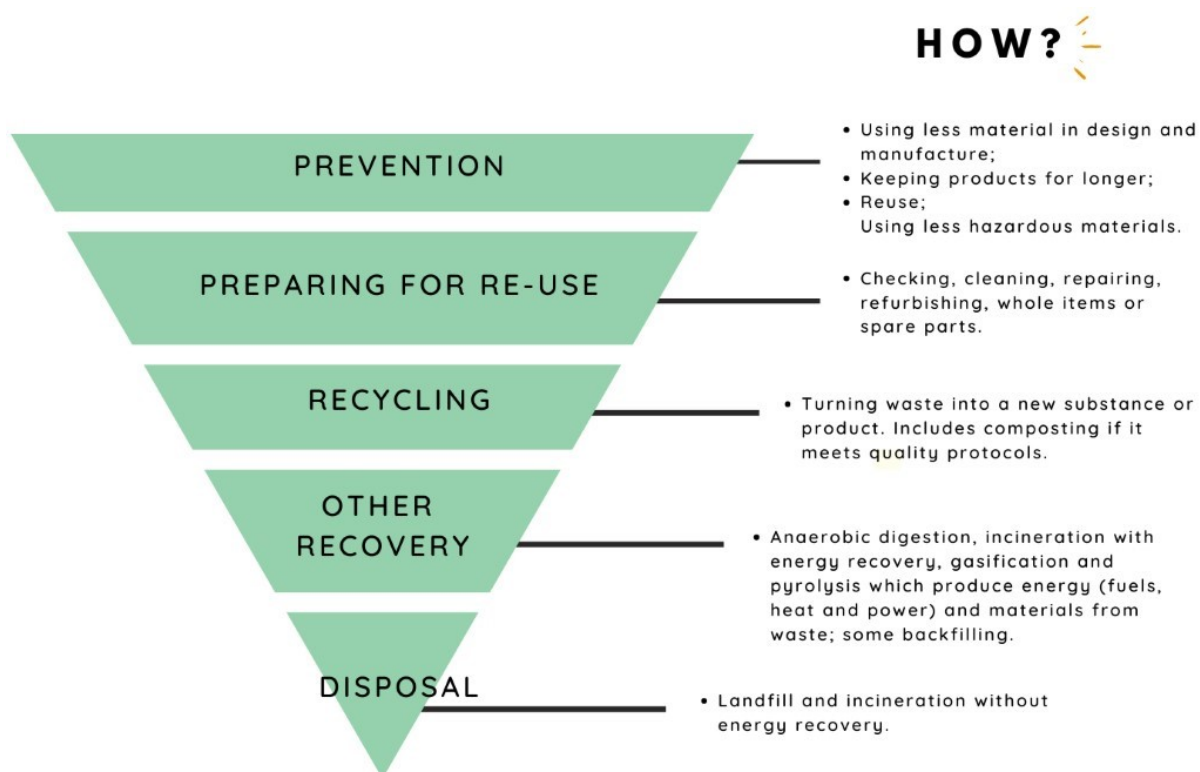 HOW?
PREVENTION
• Using less material in design and
manufacture;
• Keeping products for longer;
• Reuse;
Using less hazardous materials.
PREPARING FOR RE-USE
• Checking, cleaning, repairing,
refurbishing, whole items or
spare parts.
RECYCLING
• Turning waste into a new substance or
product. Includes composting if it
meets quality protocols.
OTHER
RECOVERY
• Anaerobic digestion, incineration with
energy recovery, gasification and
pyrolysis which produce energy (fuels,
heat and power) and materials from
waste; some backfilling.
DISPOSAL
• Landfill and incineration without
energy recovery.